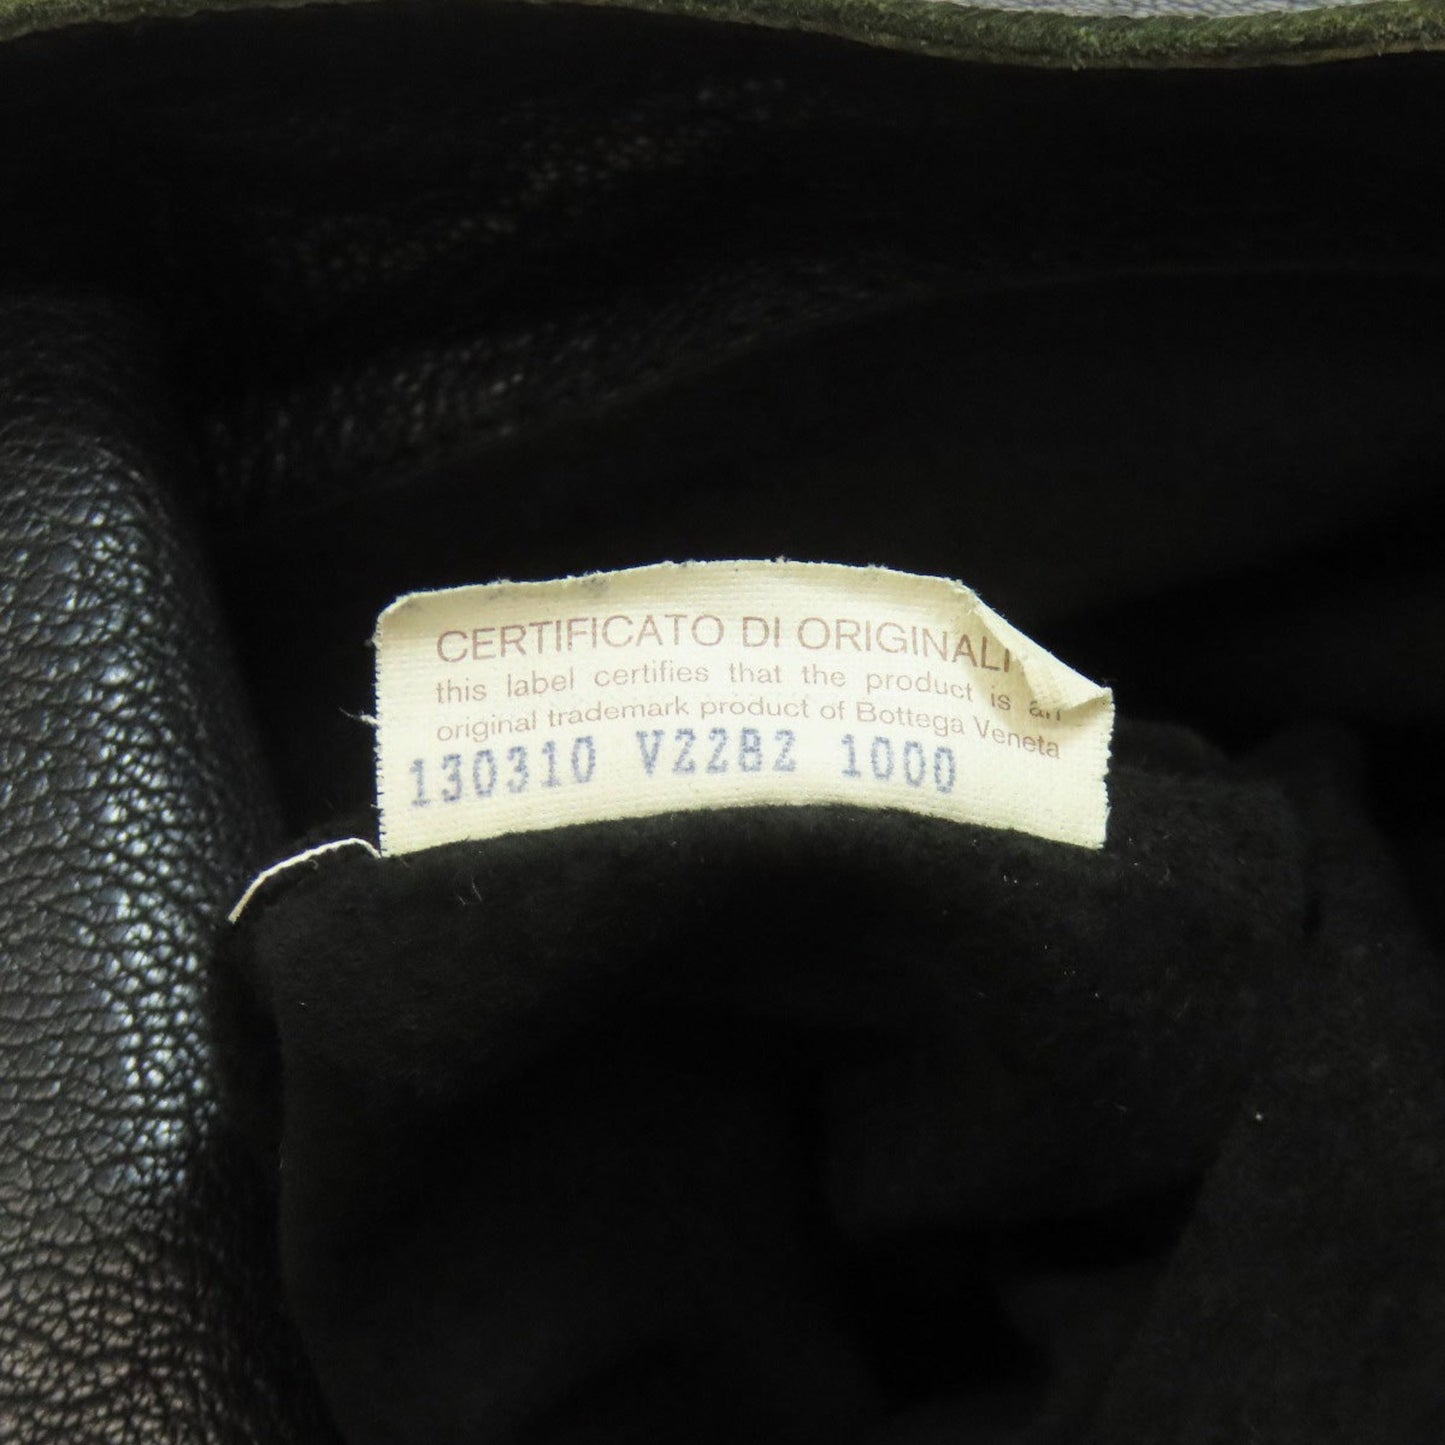 CERTIFICATO DI ORIGINALI
this label certifies that the product is an
original trademark product of Bottega Veneta
130310 V22B2 1000